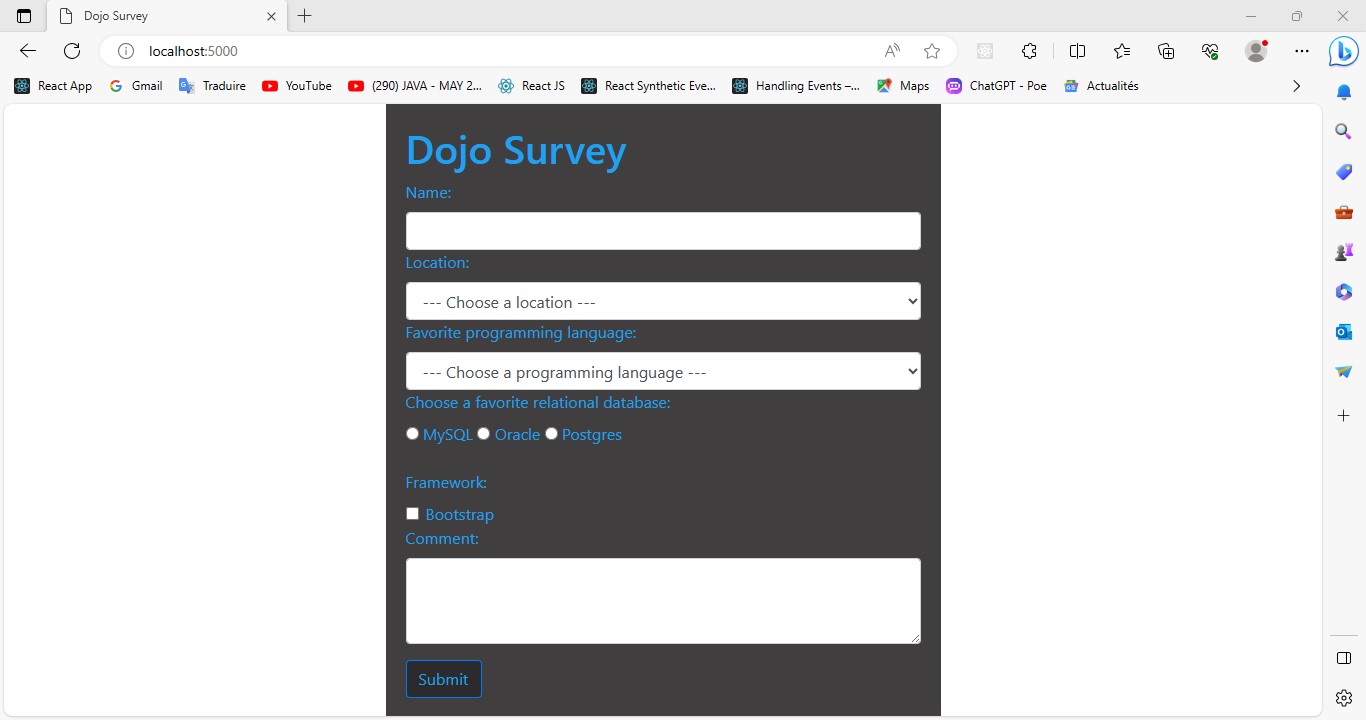 Dojo Survey
localhost:5000
React App Gmail Traduire YouTube (290) JAVA - MAY 2... React JS React Synthetic Eve... Handling Events –... Maps ChatGPT - Poe Actualités
Dojo Survey
Name:
Location:
--- Choose a location ---
Favorite programming language:
--- Choose a programming language ---
Choose a favorite relational database:
MySQL Oracle Postgres
Framework:
Bootstrap
Comment:
Submit